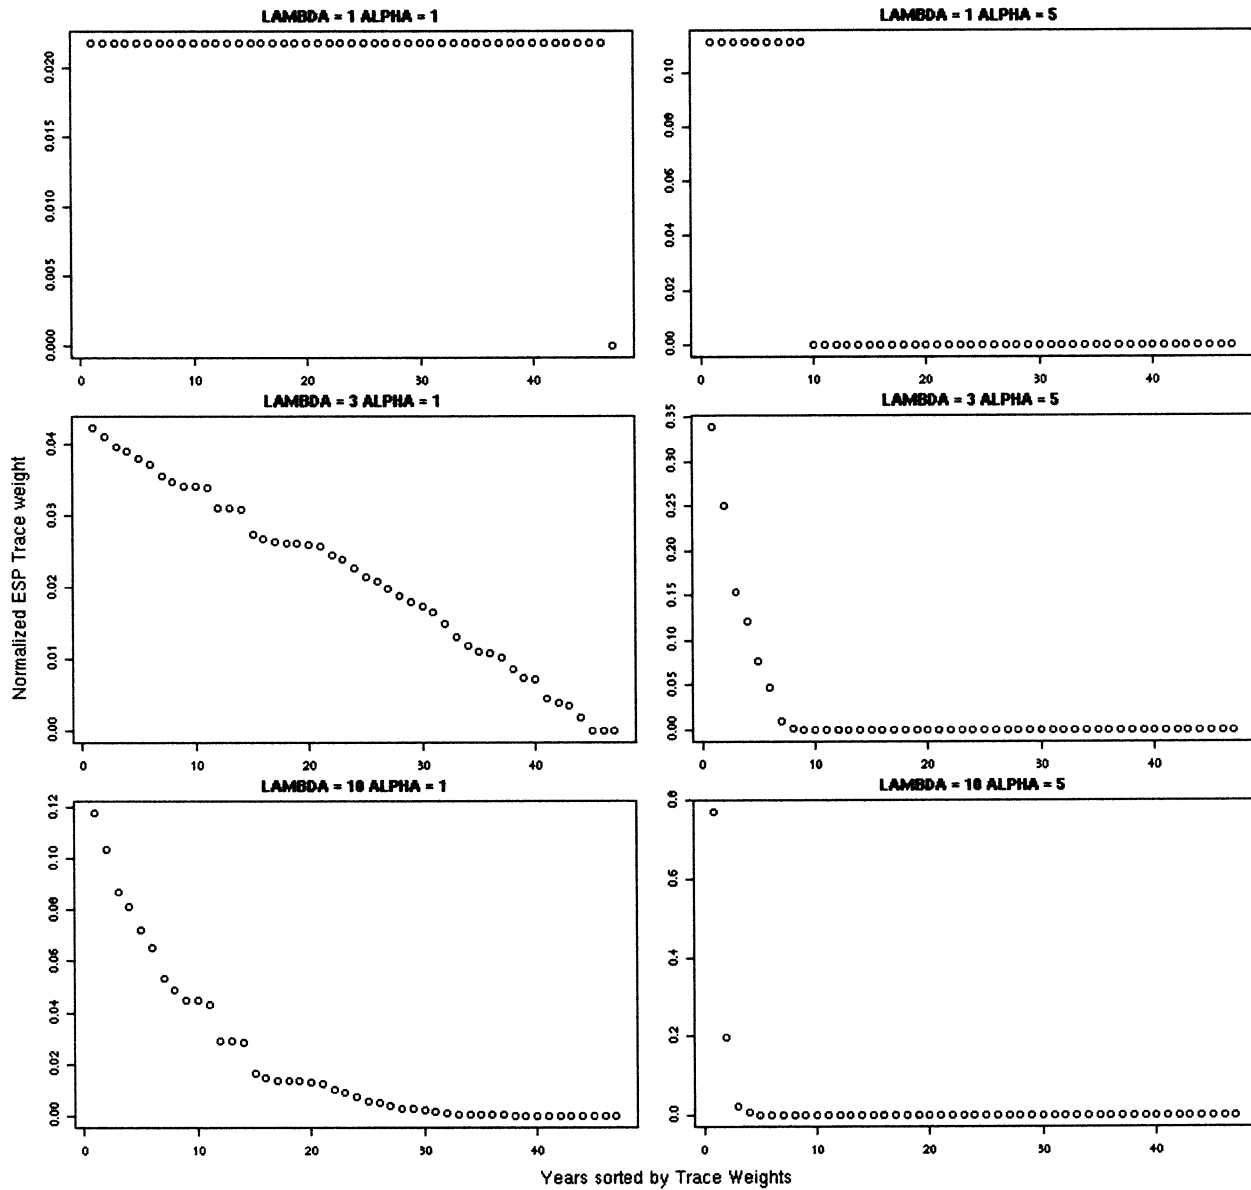 LAMBDA = 1 ALPHA = 1
0.020
0.015
0.010
0.005
0.000
0 10 20 30 40
LAMBDA = 1 ALPHA = 5
0.10
0.08
0.06
0.04
0.02
0.00
0 10 20 30 40
Normalized ESP Trace weight
LAMBDA = 3 ALPHA = 1
0.04
0.03
0.02
0.01
0.00
0 10 20 30 40
LAMBDA = 3 ALPHA = 5
0.35
0.30
0.25
0.20
0.15
0.10
0.05
0.00
0 10 20 30 40
LAMBDA = 10 ALPHA = 1
0.12
0.10
0.08
0.06
0.04
0.02
0.00
0 10 20 30 40
LAMBDA = 10 ALPHA = 5
0.8
0.6
0.4
0.2
0.0
0 10 20 30 40
Years sorted by Trace Weights